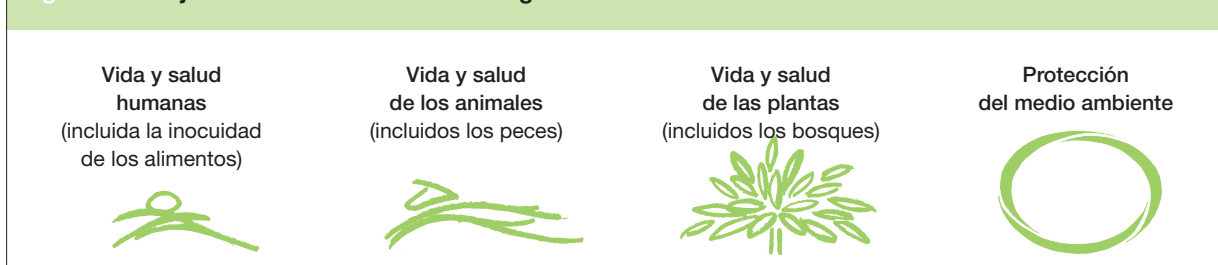 Vida y salud
humanas
(incluida la inocuidad
de los alimentos)
Vida y salud
de los animales
(incluidos los peces)
Vida y salud
de las plantas
(incluidos los bosques)
Protección
del medio ambiente